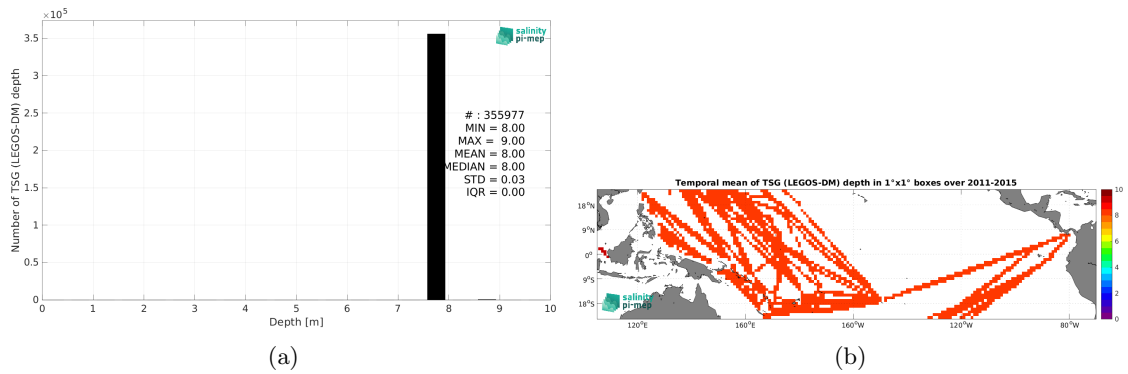 ×10^5
salinity
pi-mep
3.5
3
2.5
2
1.5
1
0.5
0
Number of TSG (LEGOS-DM) depth
# : 355977
MIN = 8.00
MAX = 9.00
MEAN = 8.00
MEDIAN = 8.00
STD = 0.03
IQR = 0.00
0 1 2 3 4 5 6 7 8 9 10
Depth [m]
(a)
Temporal mean of TSG (LEGOS-DM) depth in 1°x1° boxes over 2011-2015
18°N
9°N
0°
9°S
18°S
salinity
pi-mep
120°E 160°E 160°W 120°W 80°W
10
8
6
4
2
0
(b)